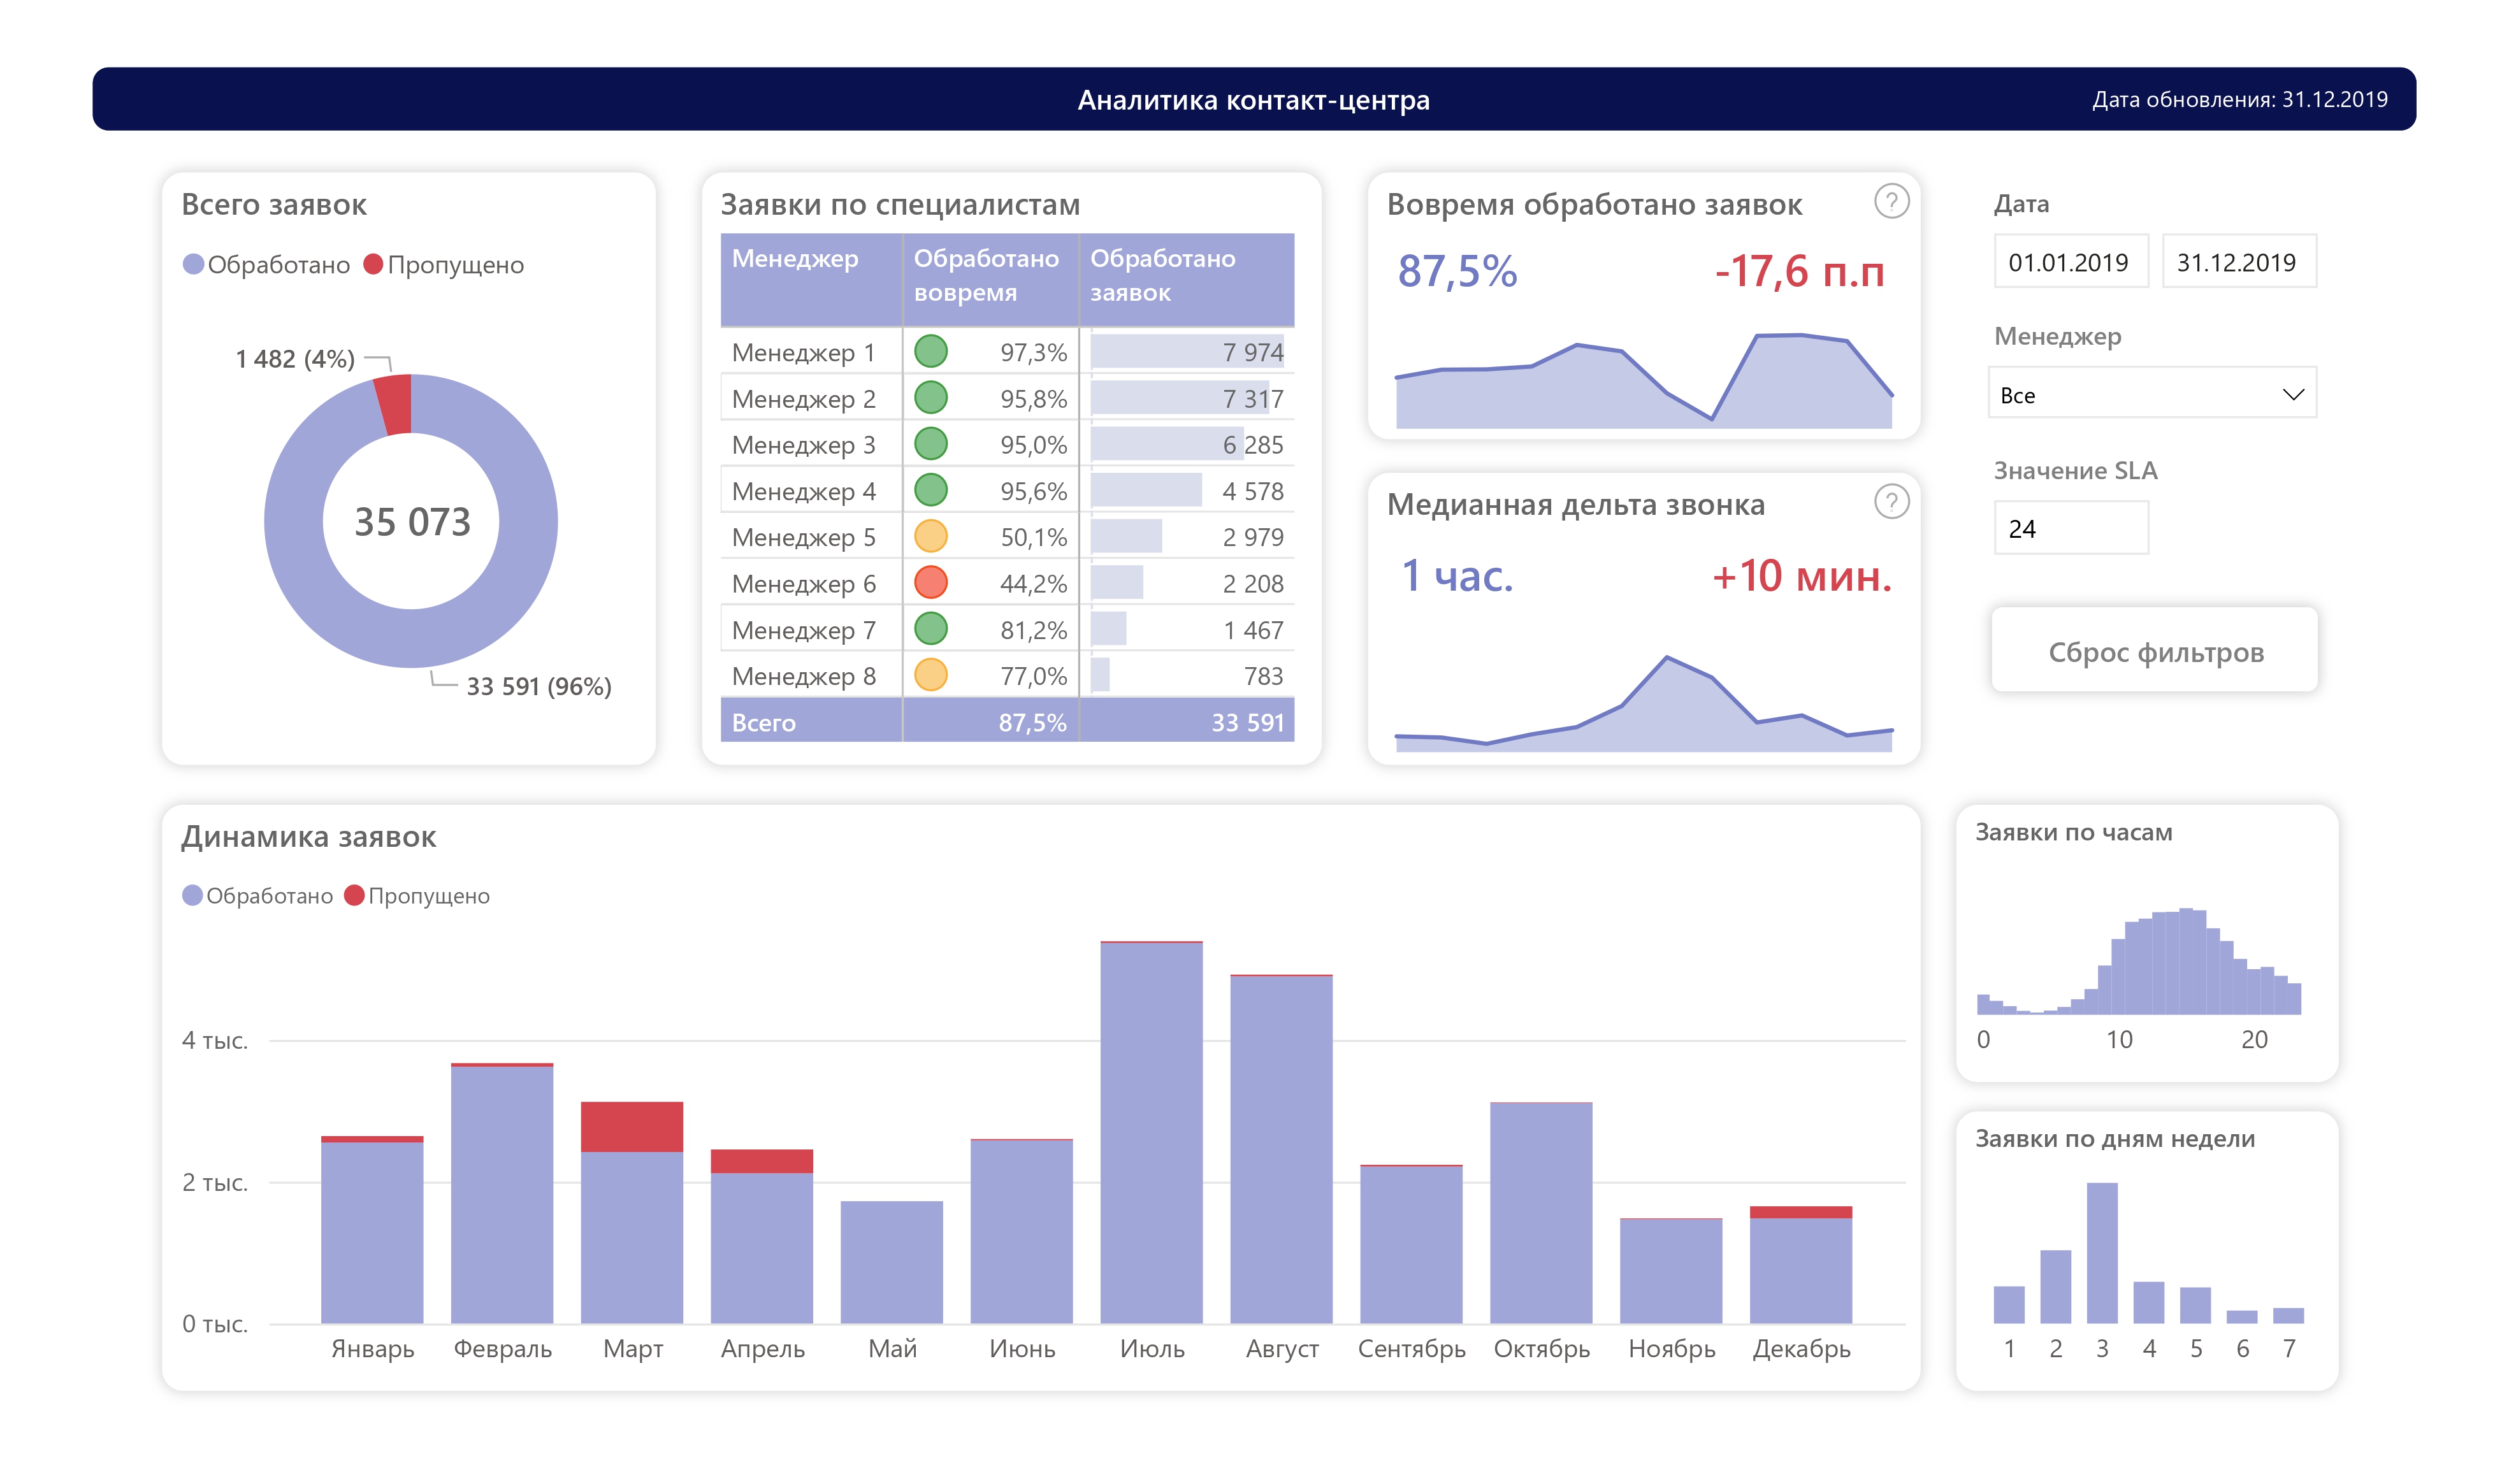 Аналитика контакт-центра
Дата обновления: 31.12.2019
Всего заявок
Обработано Пропущено
1 482 (4%)
35 073
33 591 (96%)
Заявки по специалистам
Менеджер Обработано вовремя Обработано заявок
Менеджер 1 97,3% 7 974
Менеджер 2 95,8% 7 317
Менеджер 3 95,0% 6 285
Менеджер 4 95,6% 4 578
Менеджер 5 50,1% 2 979
Менеджер 6 44,2% 2 208
Менеджер 7 81,2% 1 467
Менеджер 8 77,0% 783
Всего 87,5% 33 591
Вовремя обработано заявок ?
87,5% -17,6 п.п
Медианная дельта звонка ?
1 час. +10 мин.
Дата
01.01.2019 31.12.2019
Менеджер
Все
Значение SLA
24
Сброс фильтров
Динамика заявок
Обработано Пропущено
4 тыс.
2 тыс.
0 тыс.
Январь Февраль Март Апрель Май Июнь Июль Август Сентябрь Октябрь Ноябрь Декабрь
Заявки по часам
0 10 20
Заявки по дням недели
1 2 3 4 5 6 7